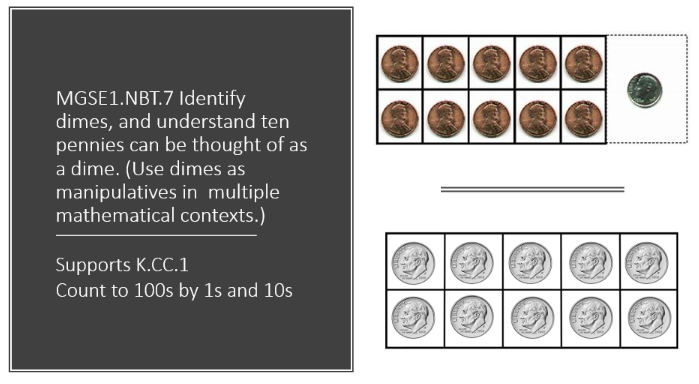 MGSE1.NBT.7 Identify
dimes, and understand ten
pennies can be thought of as
a dime. (Use dimes as
manipulatives in  multiple
mathematical contexts.)
Supports K.CC.1
Count to 100s by 1s and 10s